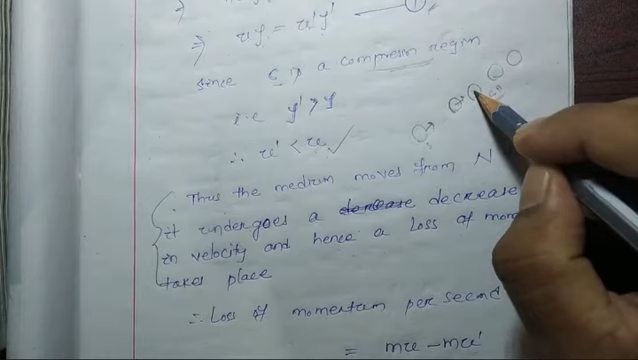 ⇒ uρ = u'ρ' ——— ①
since C is a compression region
i.e ρ' > ρ
∴ u' < u ✓
Thus the medium moves from N
it undergoes a decrease
in velocity and hence a Loss of mom
takes place
∴ Loss of momentum per second
= mu - mu'